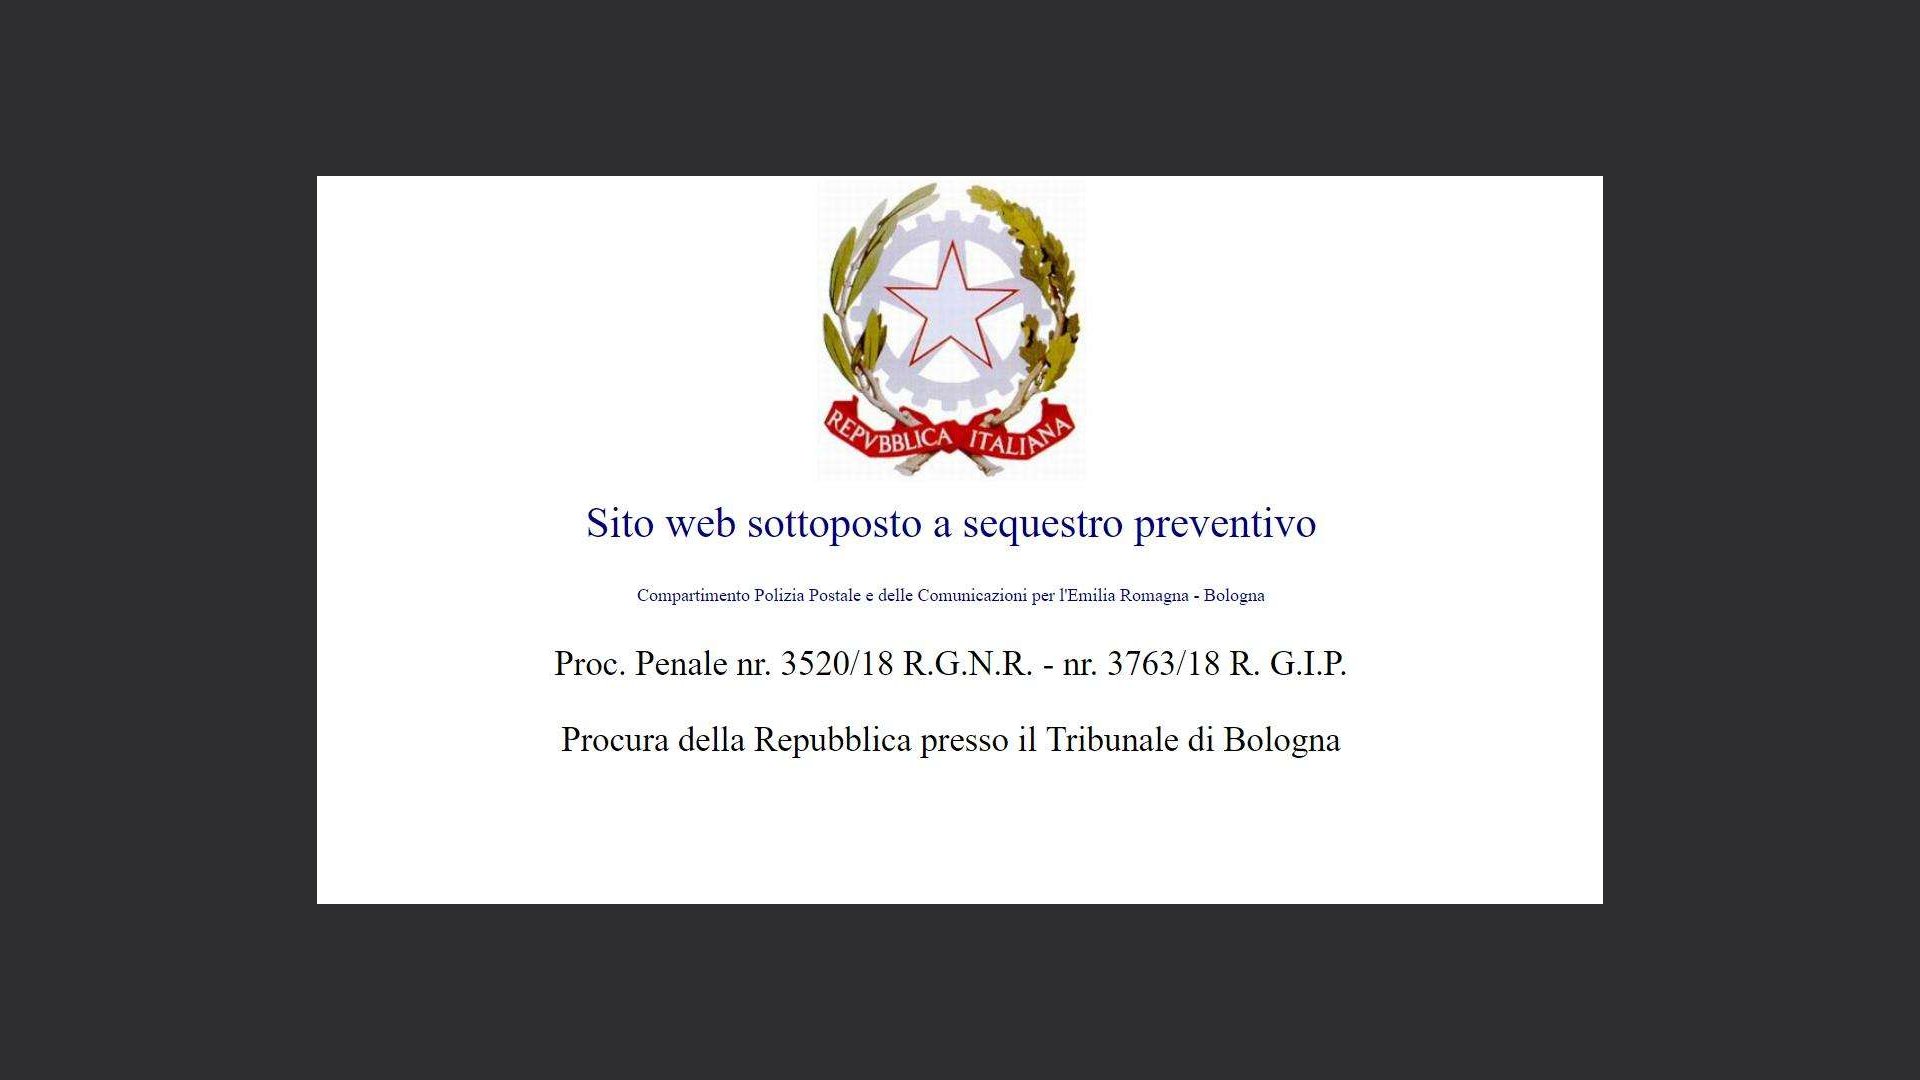 REPVBBLICA ITALIANA
Sito web sottoposto a sequestro preventivo
Compartimento Polizia Postale e delle Comunicazioni per l'Emilia Romagna - Bologna
Proc. Penale nr. 3520/18 R.G.N.R. - nr. 3763/18 R. G.I.P.
Procura della Repubblica presso il Tribunale di Bologna